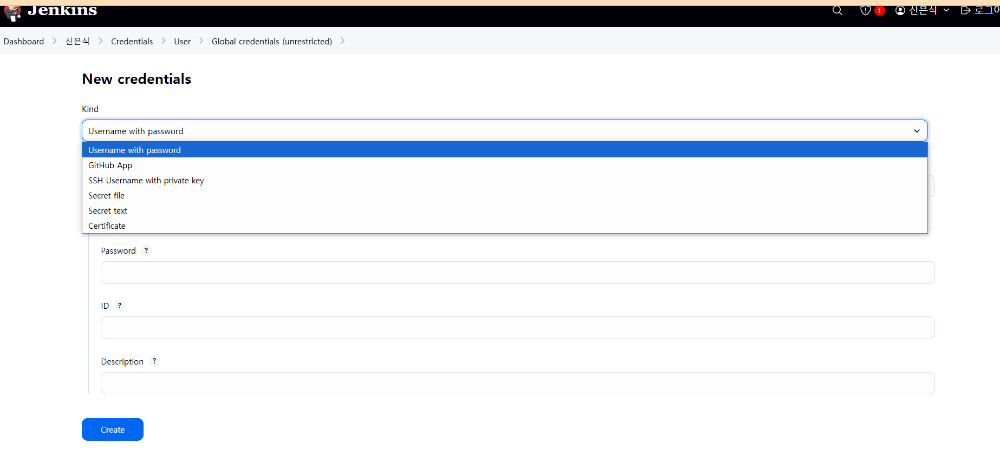 Jenkins
1 신은식 로그아
Dashboard 신은식 Credentials User Global credentials (unrestricted)
New credentials
Kind
Username with password
Username with password
GitHub App
SSH Username with private key
Secret file
Secret text
Certificate
Password ?
ID ?
Description ?
Create